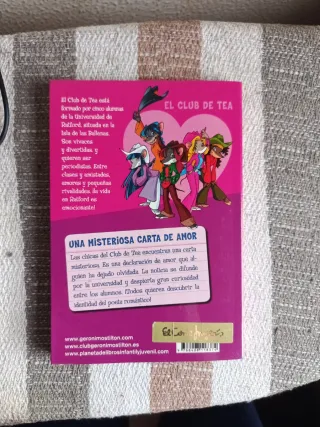 EL CLUB DE TEA
El Club de Tea está
formado por cinco alumnas
de la Universidad de
Ratford, situada en la
Isla de las Ballenas.
Son vivaces
y divertidas, y
quieren ser
periodistas. Entre
clases y amistades,
amores y pequeñas
rivalidades, ¡la vida
en Ratford es
emocionante!
UNA MISTERIOSA CARTA DE AMOR
Las chicas del Club de Tea encuentran una carta
misteriosa. Es una declaración de amor que al-
guien ha dejado olvidada. La noticia se difunde
por la universidad y despierta gran curiosidad
entre los alumnos. ¡Todos quieren descubrir la
identidad del poeta romántico!
www.geronimostilton.com
www.clubgeronimostilton.es
www.planetadelibrosinfantilyjuvenil.com